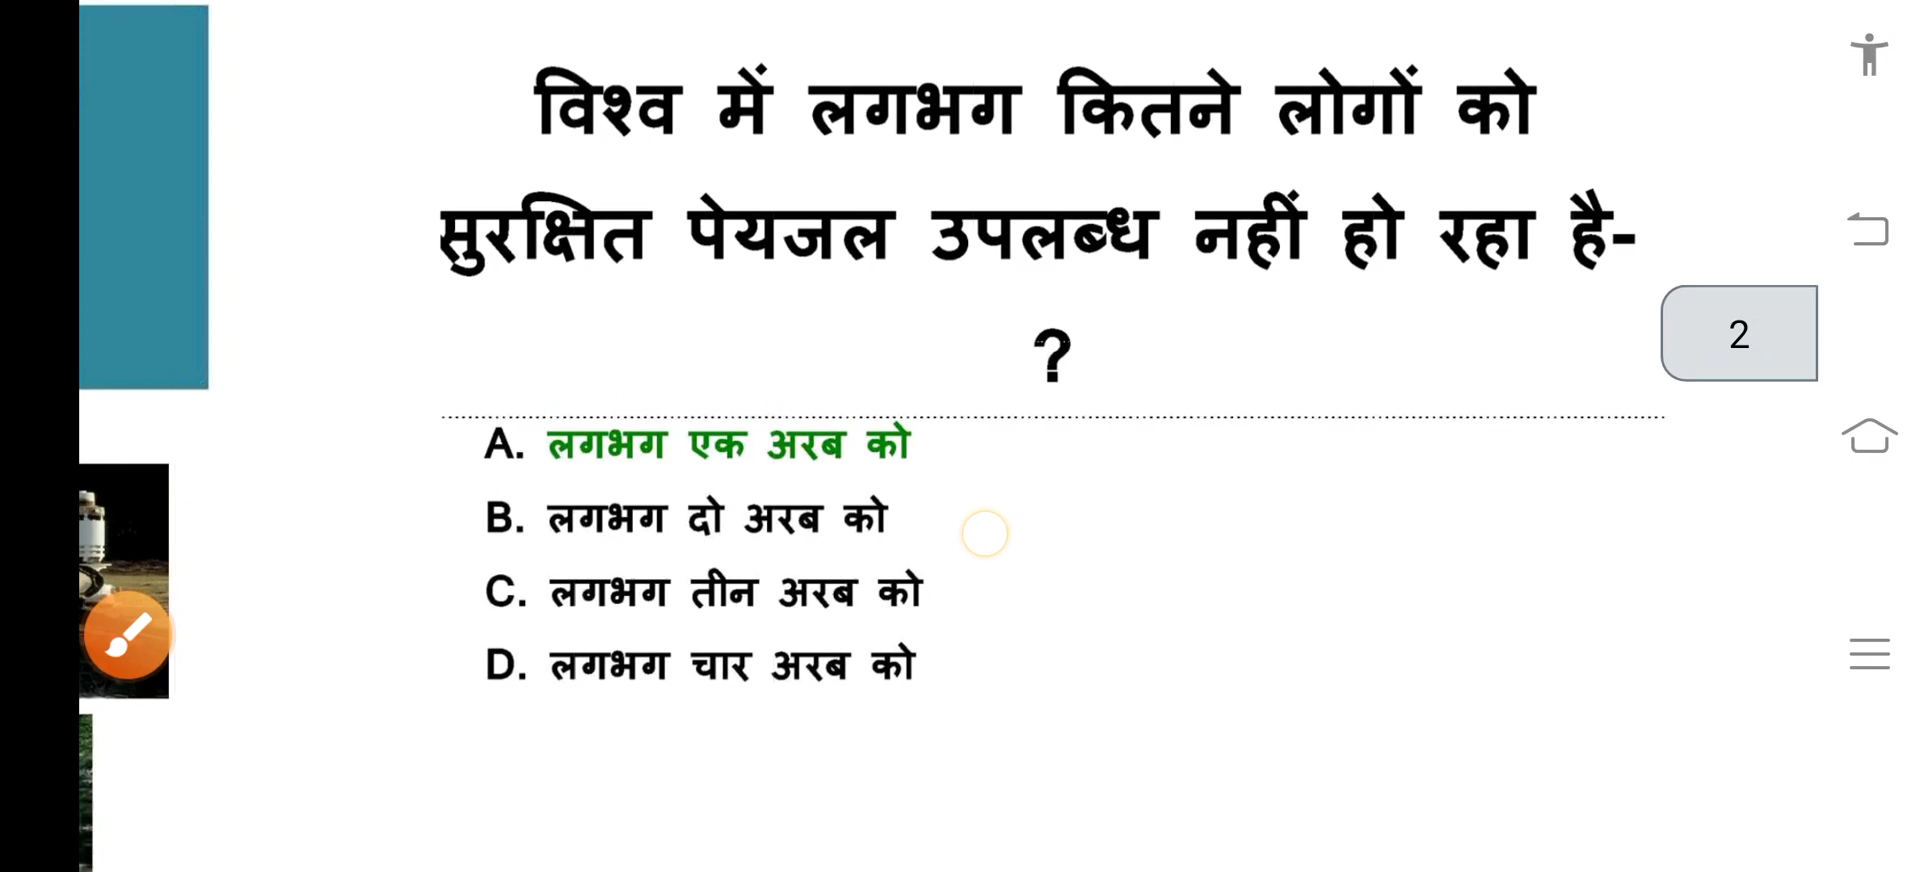 विश्व में लगभग कितने लोगों को
सुरक्षित पेयजल उपलब्ध नहीं हो रहा है-
?
2
A. लगभग एक अरब को
B. लगभग दो अरब को
C. लगभग तीन अरब को
D. लगभग चार अरब को